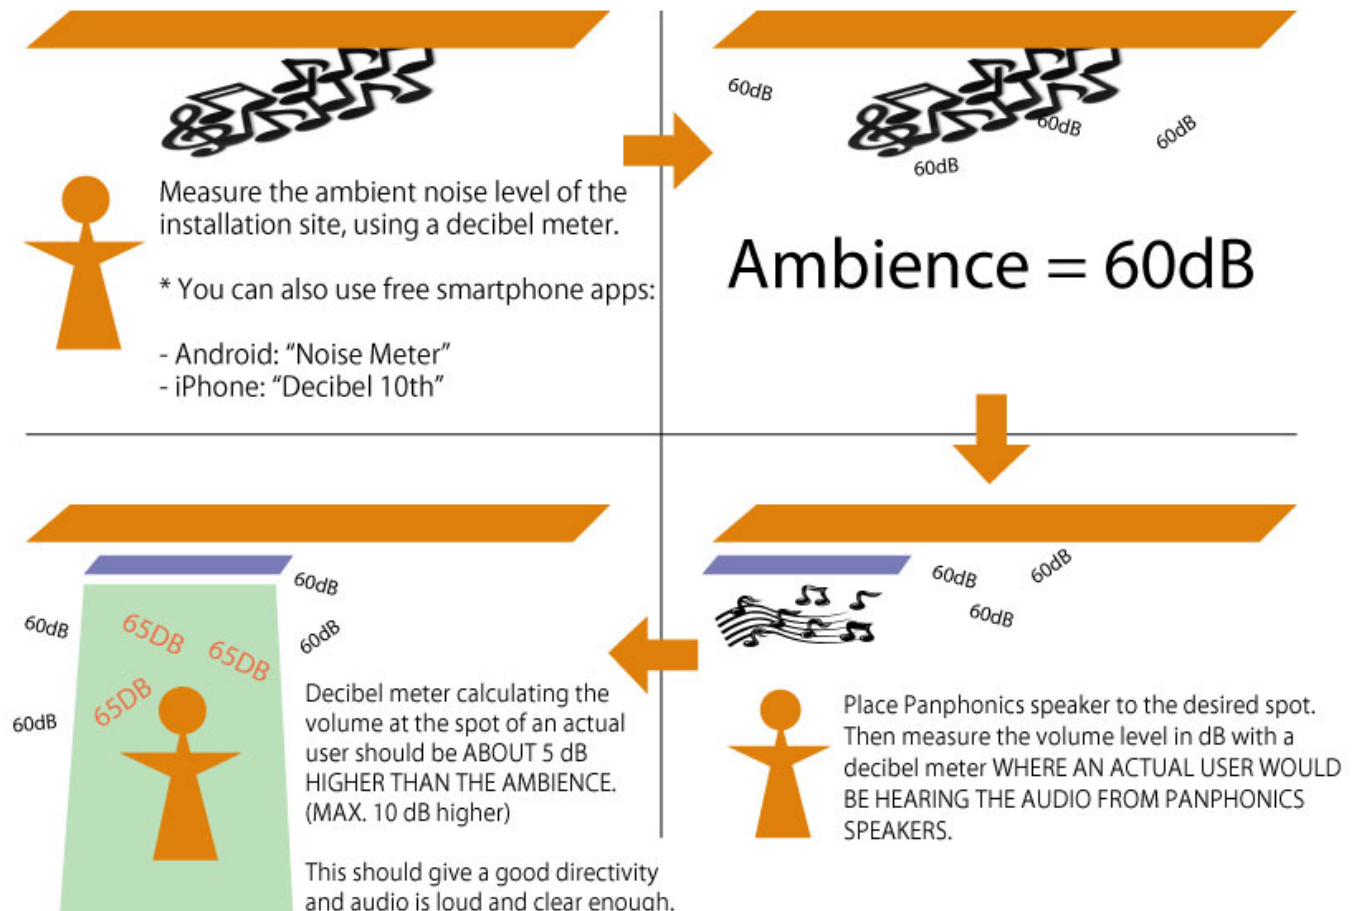 Measure the ambient noise level of the
installation site, using a decibel meter.
* You can also use free smartphone apps:
- Android: “Noise Meter”
- iPhone: “Decibel 10th”
60dB
60dB
60dB
60dB
Ambience = 60dB
60dB
60dB
60dB
Place Panphonics speaker to the desired spot.
Then measure the volume level in dB with a
decibel meter WHERE AN ACTUAL USER WOULD
BE HEARING THE AUDIO FROM PANPHONICS
SPEAKERS.
60dB
60dB
60dB
60dB
65DB
65DB
65DB
Decibel meter calculating the
volume at the spot of an actual
user should be ABOUT 5 dB
HIGHER THAN THE AMBIENCE.
(MAX. 10 dB higher)
This should give a good directivity
and audio is loud and clear enough.